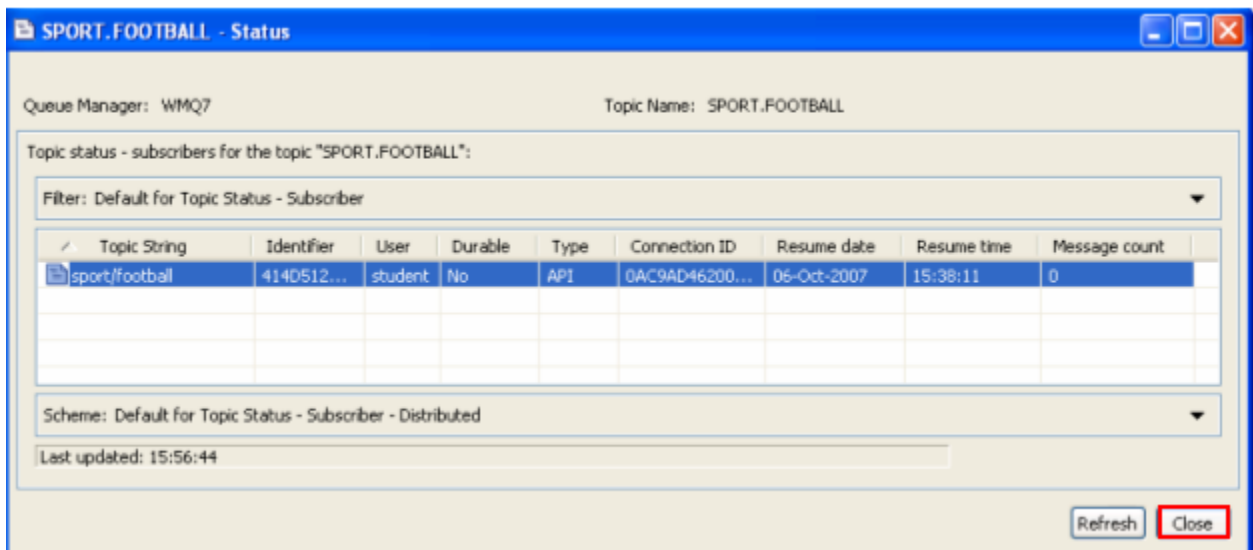 SPORT.FOOTBALL - Status
Queue Manager: WMQ7 Topic Name: SPORT.FOOTBALL
Topic status - subscribers for the topic "SPORT.FOOTBALL":
Filter: Default for Topic Status - Subscriber
Topic String Identifier User Durable Type Connection ID Resume date Resume time Message count
sport/football 414D512... student No API 0AC9AD46200... 06-Oct-2007 15:38:11 0
Scheme: Default for Topic Status - Subscriber - Distributed
Last updated: 15:56:44
Refresh Close